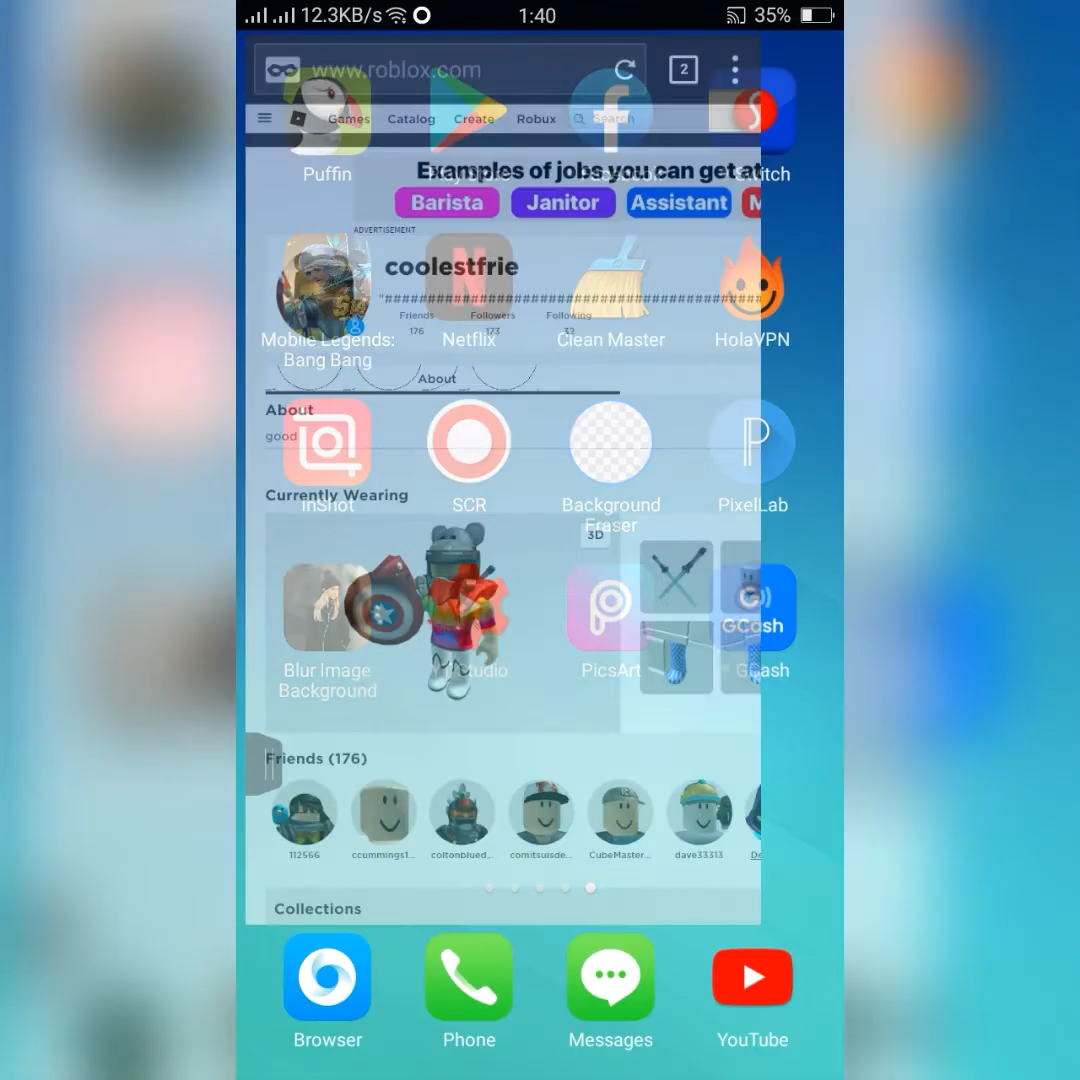 12.3KB/s 1:40 35%
www.roblox.com 2
Games Catalog Create Robux Search
Examples of jobs you can get at
Puffin
Barista Janitor Assistant M
ADVERTISEMENT
coolestfrie
"################################################
Friends Followers Following
176 173 32
Mobile Legends: Bang Bang
Netflix
Clean Master
HolaVPN
About
About
good
Currently Wearing
InShot
SCR
Background Eraser
PixelLab
3D
GCash
Blur Image Background
PicsArt
GCash
Friends (176)
112566 ccummings1... coltonblued... comitsuisde... CubeMaster... dave33313
Collections
Browser Phone Messages YouTube